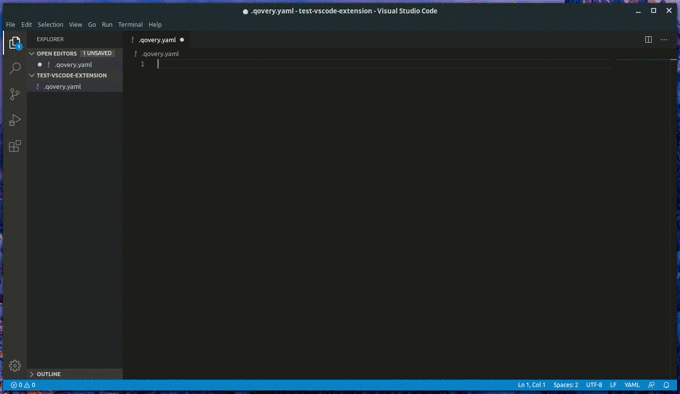 .qovery.yaml - test-vscode-extension - Visual Studio Code
File Edit Selection View Go Run Terminal Help
EXPLORER
OPEN EDITORS 1 UNSAVED
.qovery.yaml
TEST-VSCODE-EXTENSION
.qovery.yaml
OUTLINE
.qovery.yaml
.qovery.yaml
1
1
0 0 Ln 1, Col 1 Spaces: 2 UTF-8 LF YAML